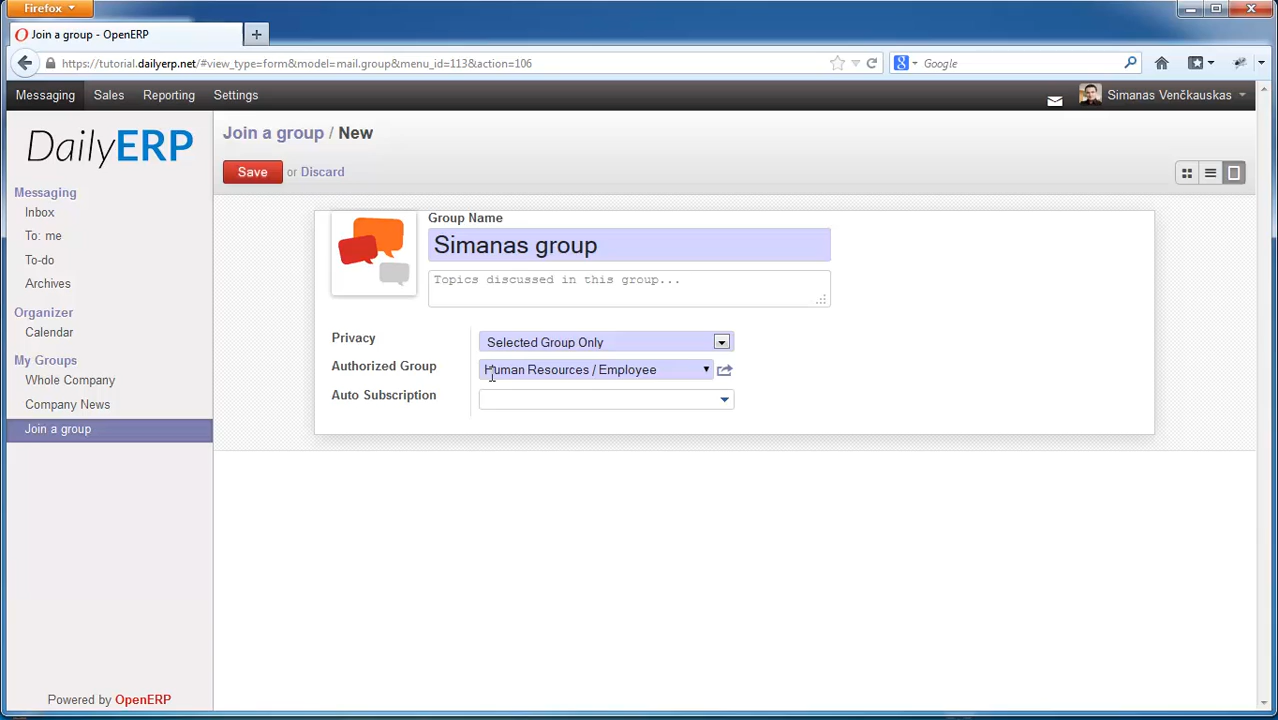 Firefox
Join a group - OpenERP
https://tutorial.dailyerp.net/#view_type=form&model=mail.group&menu_id=113&action=106
Google
Messaging Sales Reporting Settings
Simanas Venčkauskas
DailyERP
Messaging
Inbox
To: me
To-do
Archives
Organizer
Calendar
My Groups
Whole Company
Company News
Join a group
Powered by OpenERP
Join a group / New
Save or Discard
Group Name
Simanas group
Topics discussed in this group...
Privacy Selected Group Only
Authorized Group Human Resources / Employee
Auto Subscription